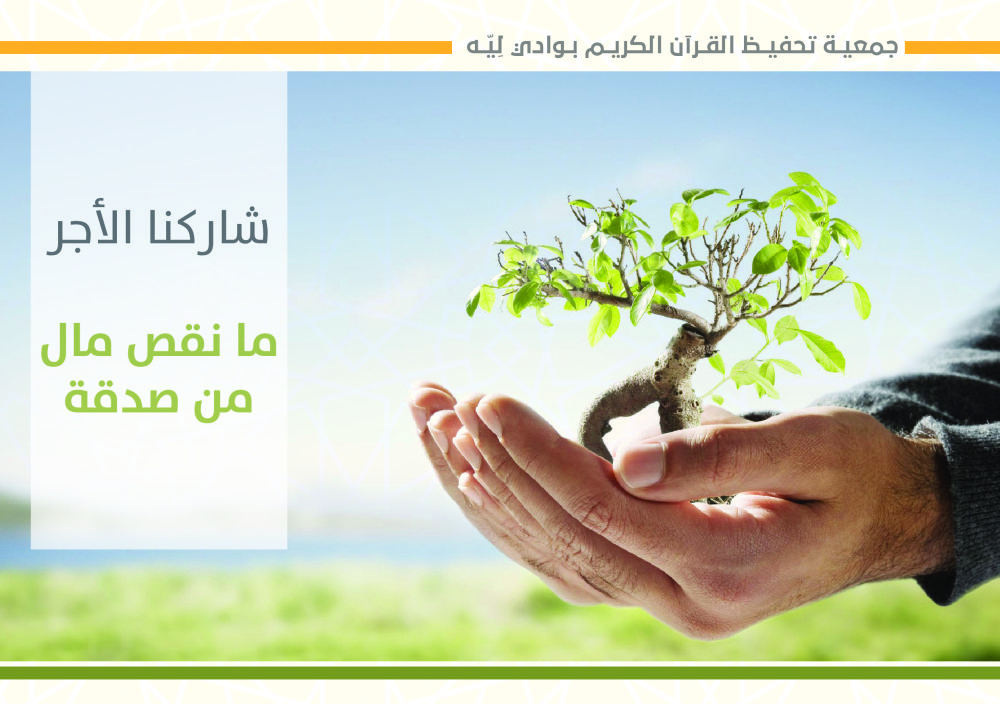 جمعية تحفيظ القرآن الكريم بوادي لِيّه
شاركنا الأجر
ما نقص مال
من صدقة